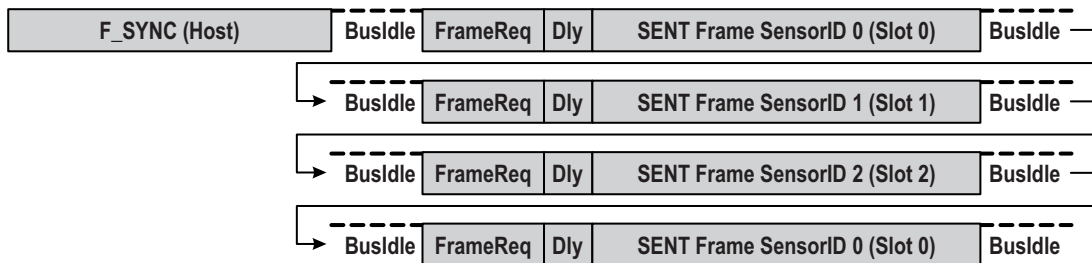 F_SYNC (Host) BusIdle FrameReq Dly SENT Frame SensorID 0 (Slot 0) BusIdle
BusIdle FrameReq Dly SENT Frame SensorID 1 (Slot 1) BusIdle
BusIdle FrameReq Dly SENT Frame SensorID 2 (Slot 2) BusIdle
BusIdle FrameReq Dly SENT Frame SensorID 0 (Slot 0) BusIdle